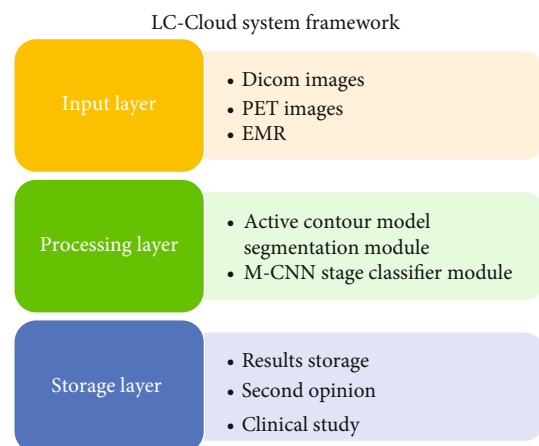 LC-Cloud system framework
Input layer
• Dicom images
• PET images
• EMR
Processing layer
• Active contour model
segmentation module
• M-CNN stage classifier module
Storage layer
• Results storage
• Second opinion
• Clinical study